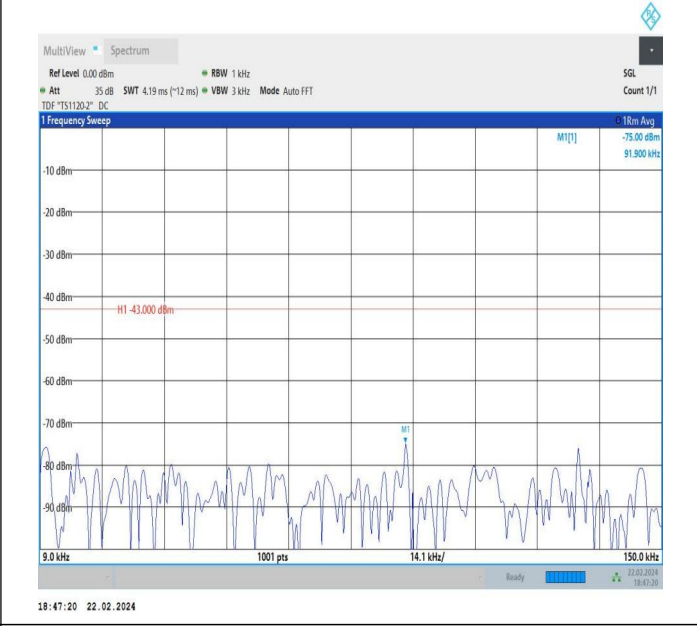 R S
MultiView Spectrum
Ref Level 0.00 dBm RBW 1 kHz SGL
Att 35 dB SWT 4.19 ms (~12 ms) VBW 3 kHz Mode Auto FFT Count 1/1
TDF "TS1120-2" DC
1 Frequency Sweep 1Rm Avg
M1[1] -75.00 dBm
91.900 kHz
-10 dBm
-20 dBm
-30 dBm
-40 dBm
H1 -43.000 dBm
-50 dBm
-60 dBm
-70 dBm
M1
-80 dBm
-90 dBm
9.0 kHz 1001 pts 14.1 kHz/ 150.0 kHz
Ready 22.02.2024
18:47:20
18:47:20 22.02.2024